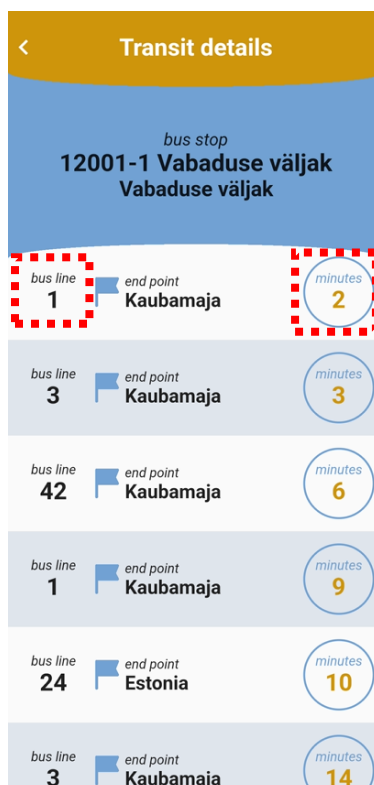 Transit details
bus stop
12001-1 Vabaduse väljak
Vabaduse väljak
bus line
1
end point
Kaubamaja
minutes
2
bus line
3
end point
Kaubamaja
minutes
3
bus line
42
end point
Kaubamaja
minutes
6
bus line
1
end point
Kaubamaja
minutes
9
bus line
24
end point
Estonia
minutes
10
bus line
3
end point
Kaubamaja
minutes
14